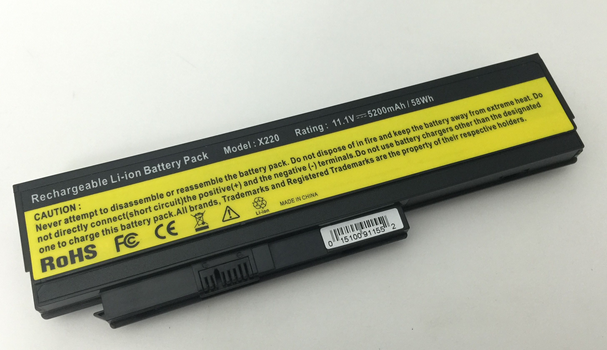 Rechargeable Li-ion Battery Pack Model: X220 Rating: 11.1V⎓5200mAh/58Wh
CAUTION:
Never attempt to disassemble or reassemble the battery pack. Do not dispose of in fire and keep the battery away from extreme heat. Do
not directly connect(short circuit)the positive(+) and the negative (-) terminals.Do not use battery chargers other than the designated
one to charge this battery pack.All Brands, Trademarks and Registered Trademarks are property of their respective holders.
RoHS FC CE Li-ion MADE IN CHINA
0 15100 91155 2